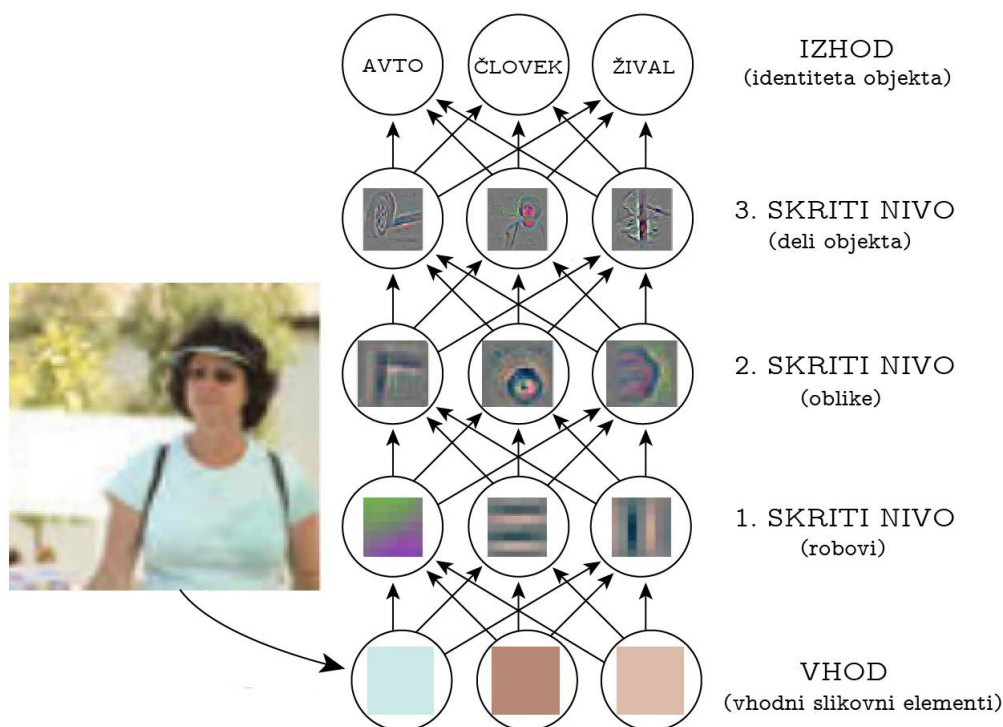 AVTO
ČLOVEK
ŽIVAL
IZHOD
(identiteta objekta)
3. SKRITI NIVO
(deli objekta)
2. SKRITI NIVO
(oblike)
1. SKRITI NIVO
(robovi)
VHOD
(vhodni slikovni elementi)